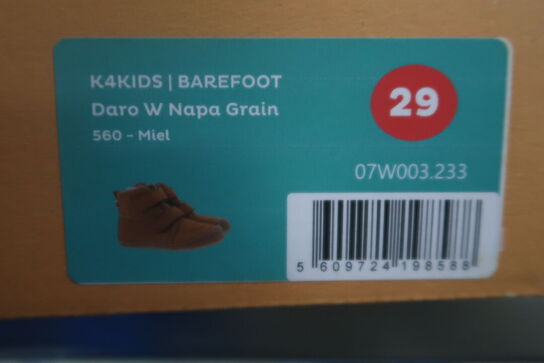 K4KIDS | BAREFOOT
Daro W Napa Grain
560 - Miel
29
07W003.233
5 609724 198588